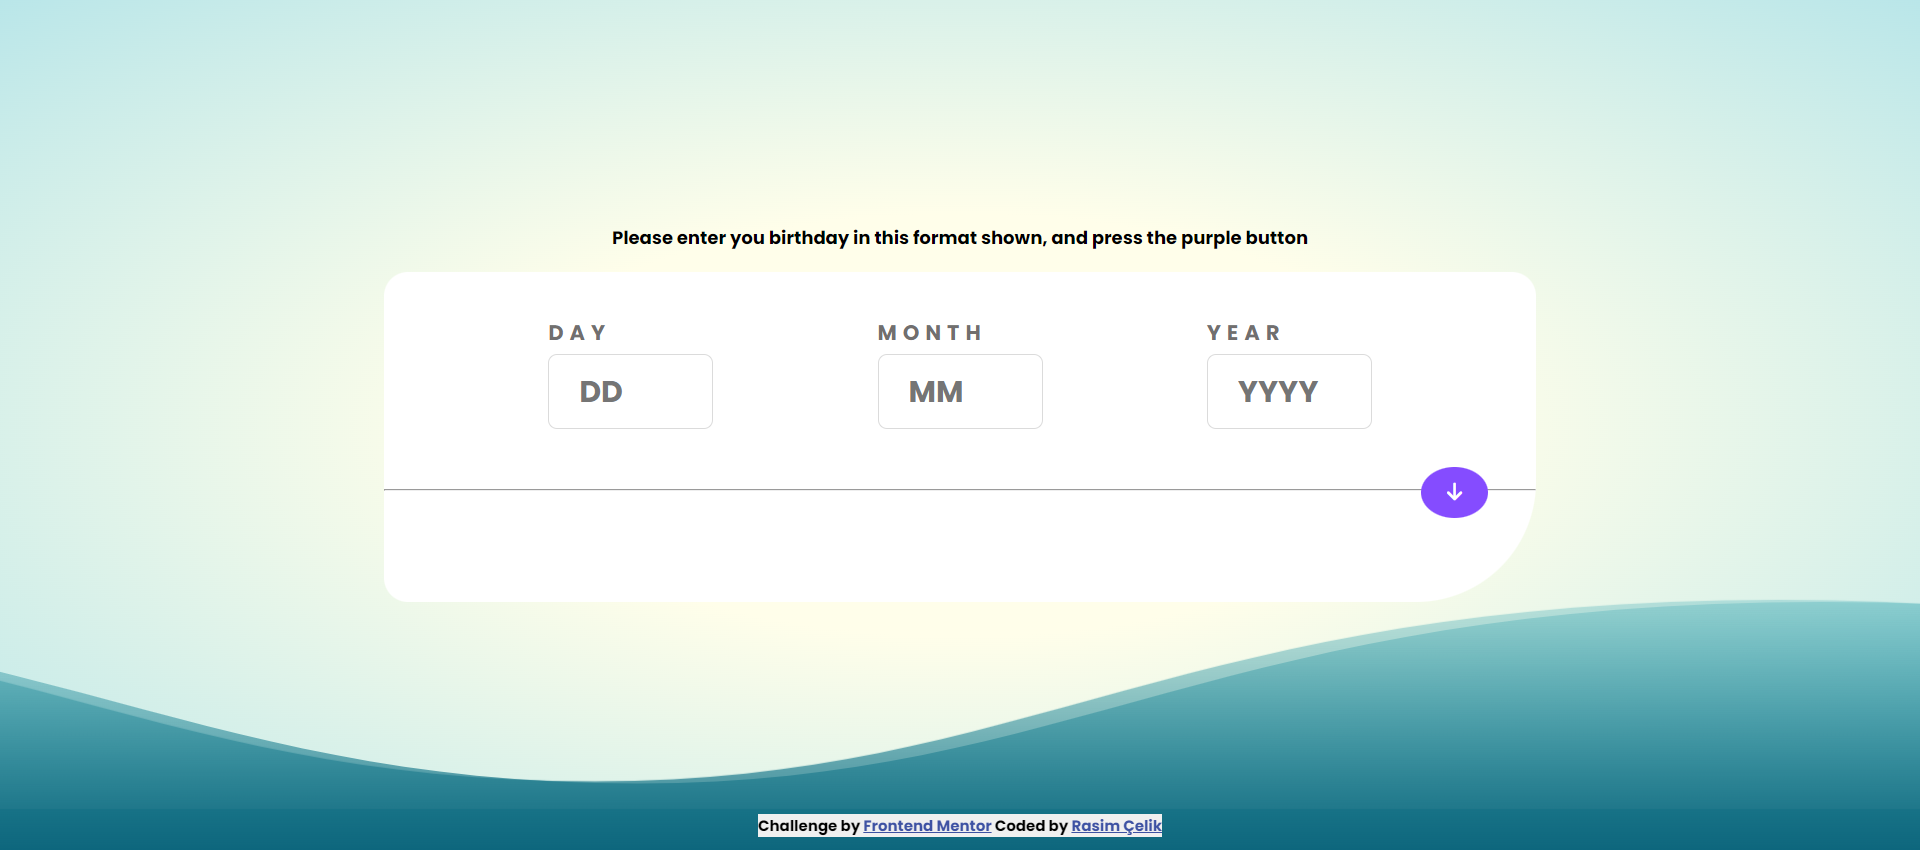 Please enter you birthday in this format shown, and press the purple button
DAY MONTH YEAR
DD MM YYYY
Challenge by Frontend Mentor Coded by Rasim Çelik